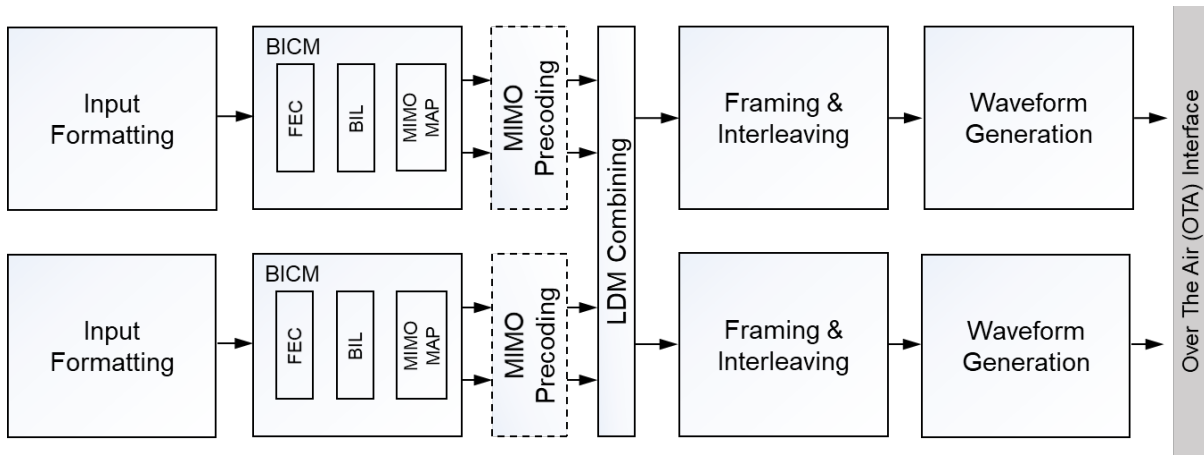 Input
Formatting
BICM
FEC
BIL
MIMO
MAP
MIMO
Precoding
LDM Combining
Framing &
Interleaving
Waveform
Generation
Over The Air (OTA) Interface
Input
Formatting
BICM
FEC
BIL
MIMO
MAP
MIMO
Precoding
Framing &
Interleaving
Waveform
Generation